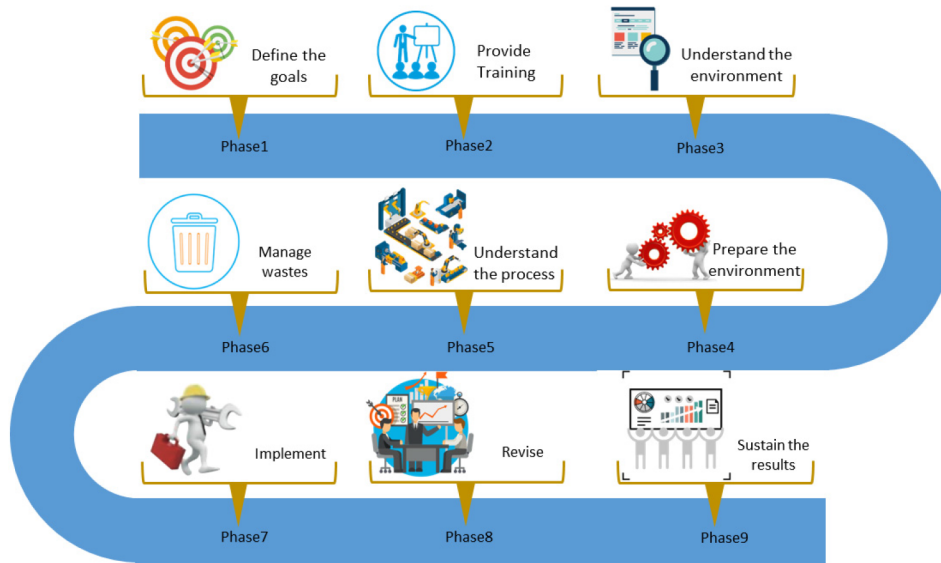 Define the
goals
Provide
Training
Understand the
environment
Phase1
Phase2
Phase3
Prepare the
environment
Understand
the process
Manage
wastes
Phase4
Phase5
Phase6
Implement
PLAN
Revise
Sustain the
results
Phase7
Phase8
Phase9